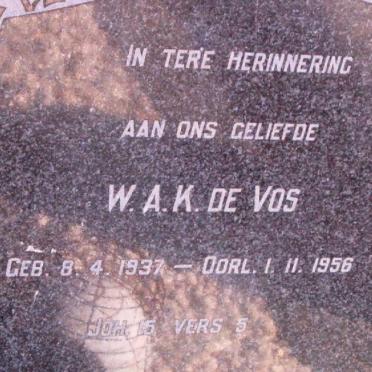 IN TERE HERINNERING
AAN ONS GELIEFDE
W.A.K. DE VOS
GEB. 8. 4. 1937 — OORL. 1. 11. 1956
JOH. 15 VERS 5